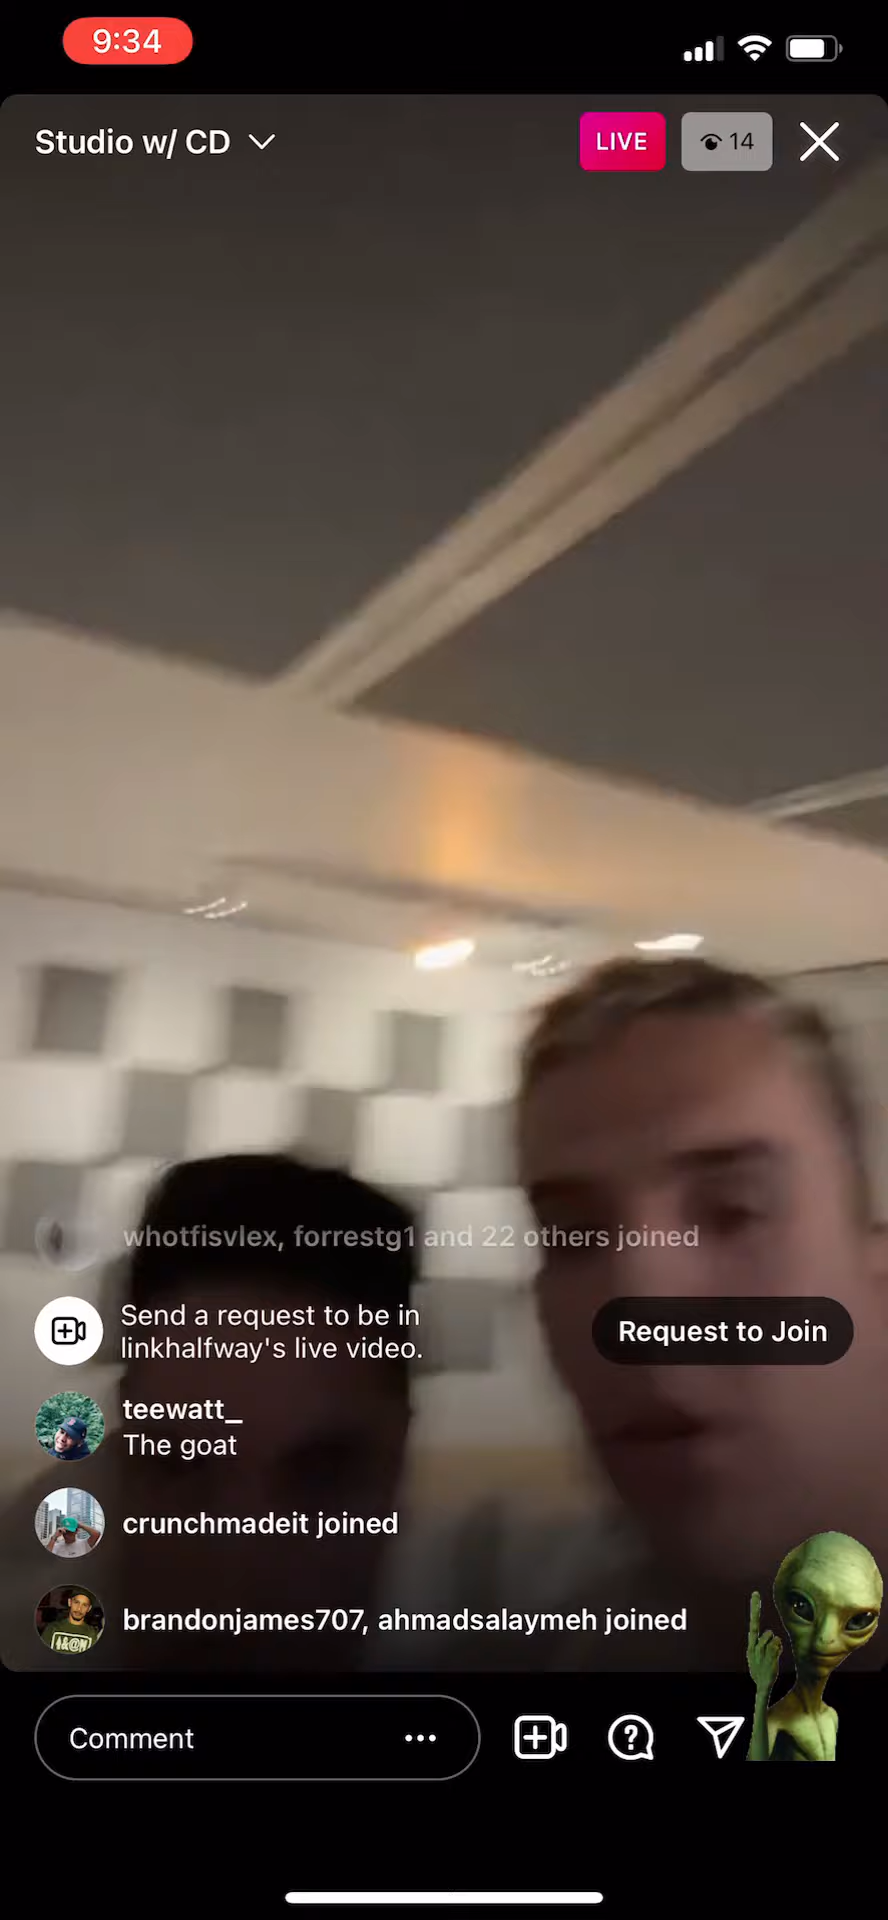 9:34
Studio w/ CD
LIVE
14
whotfisvlex, forrestg1 and 22 others joined
Send a request to be in
linkhalfway's live video.
Request to Join
teewatt_
The goat
crunchmadeit joined
brandonjames707, ahmadsalaymeh joined
Comment